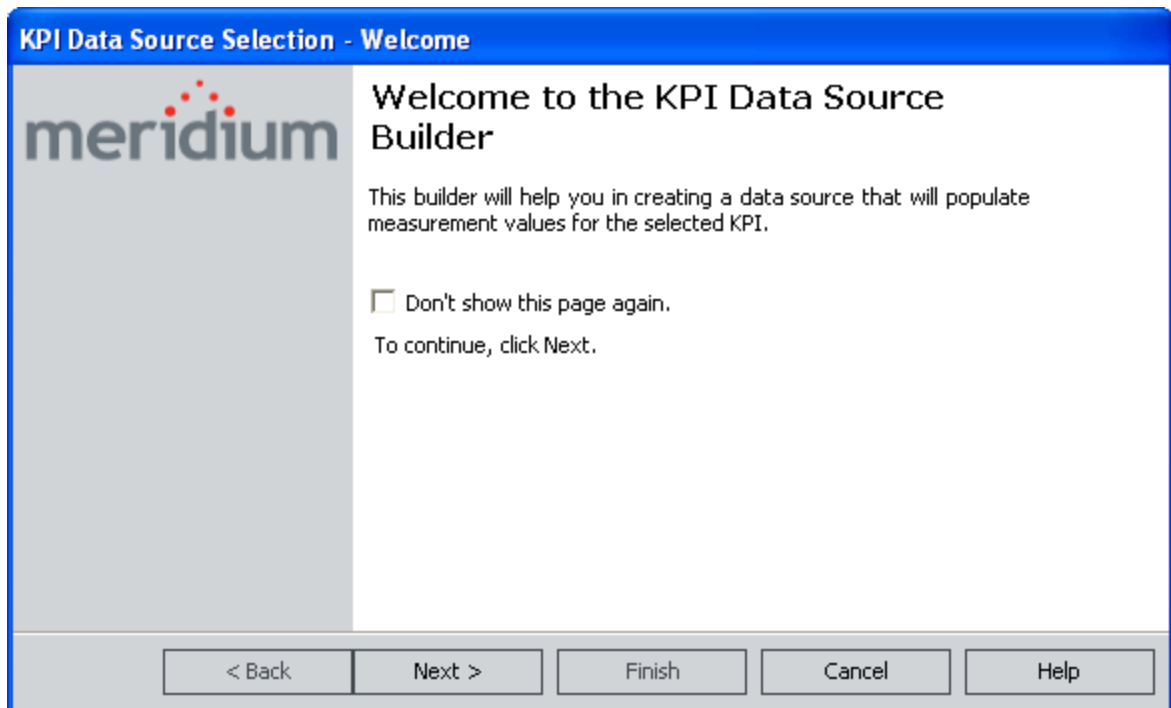 KPI Data Source Selection - Welcome
meridium
Welcome to the KPI Data Source
Builder
This builder will help you in creating a data source that will populate
measurement values for the selected KPI.
Don't show this page again.
To continue, click Next.
< Back
Next >
Finish
Cancel
Help